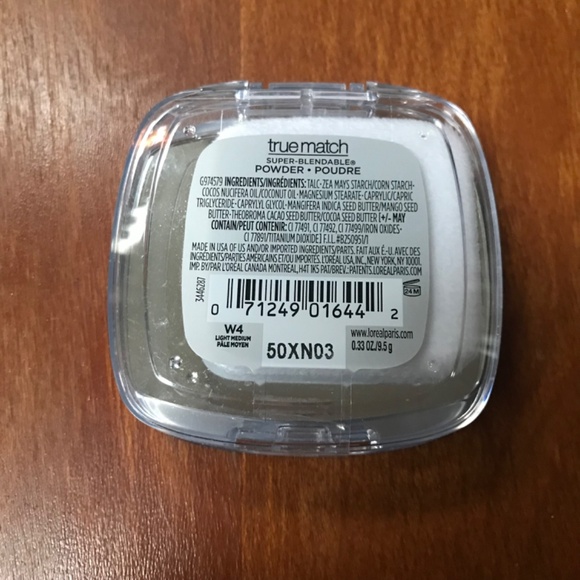 true match
SUPER-BLENDABLE®
POWDER • POUDRE
G974579 INGREDIENTS/INGRÉDIENTS: TALC-ZEA MAYS STARCH/CORN STARCH-
COCOS NUCIFERA OIL/COCONUT OIL-MAGNESIUM STEARATE-CAPRYLIC/CAPRIC
TRIGLYCERIDE-CAPRYLYL GLYCOL-MANGIFERA INDICA SEED BUTTER/MANGO SEED
BUTTER-THEOBROMA CACAO SEED BUTTER/COCOA SEED BUTTER [+/- MAY
CONTAIN/PEUT CONTENIR: CI 77491, CI 77492, CI 77499/IRON OXIDES-
CI 77891/TITANIUM DIOXIDE] F.I.L. #B250951/1
MADE IN USA OF US AND/OR IMPORTED INGREDIENTS/PARTS. FAIT AUX É.-U. AVEC DES
INGRÉDIENTS/PARTIES AMÉRICAINS ET/OU IMPORTÉS. L'ORÉAL USA, INC., NEW YORK, NY, 10001.
IMP. BY/PAR L'ORÉAL CANADA MONTRÉAL, H4T 1K5 PAT/BREV.:PATENTS.LOREALPARIS.COM
3446287
24 M
0 71249 01644 2
W4
LIGHT MEDIUM
PÂLE MOYEN
50XN03
www.lorealparis.com
0.33 OZ./9.5 g